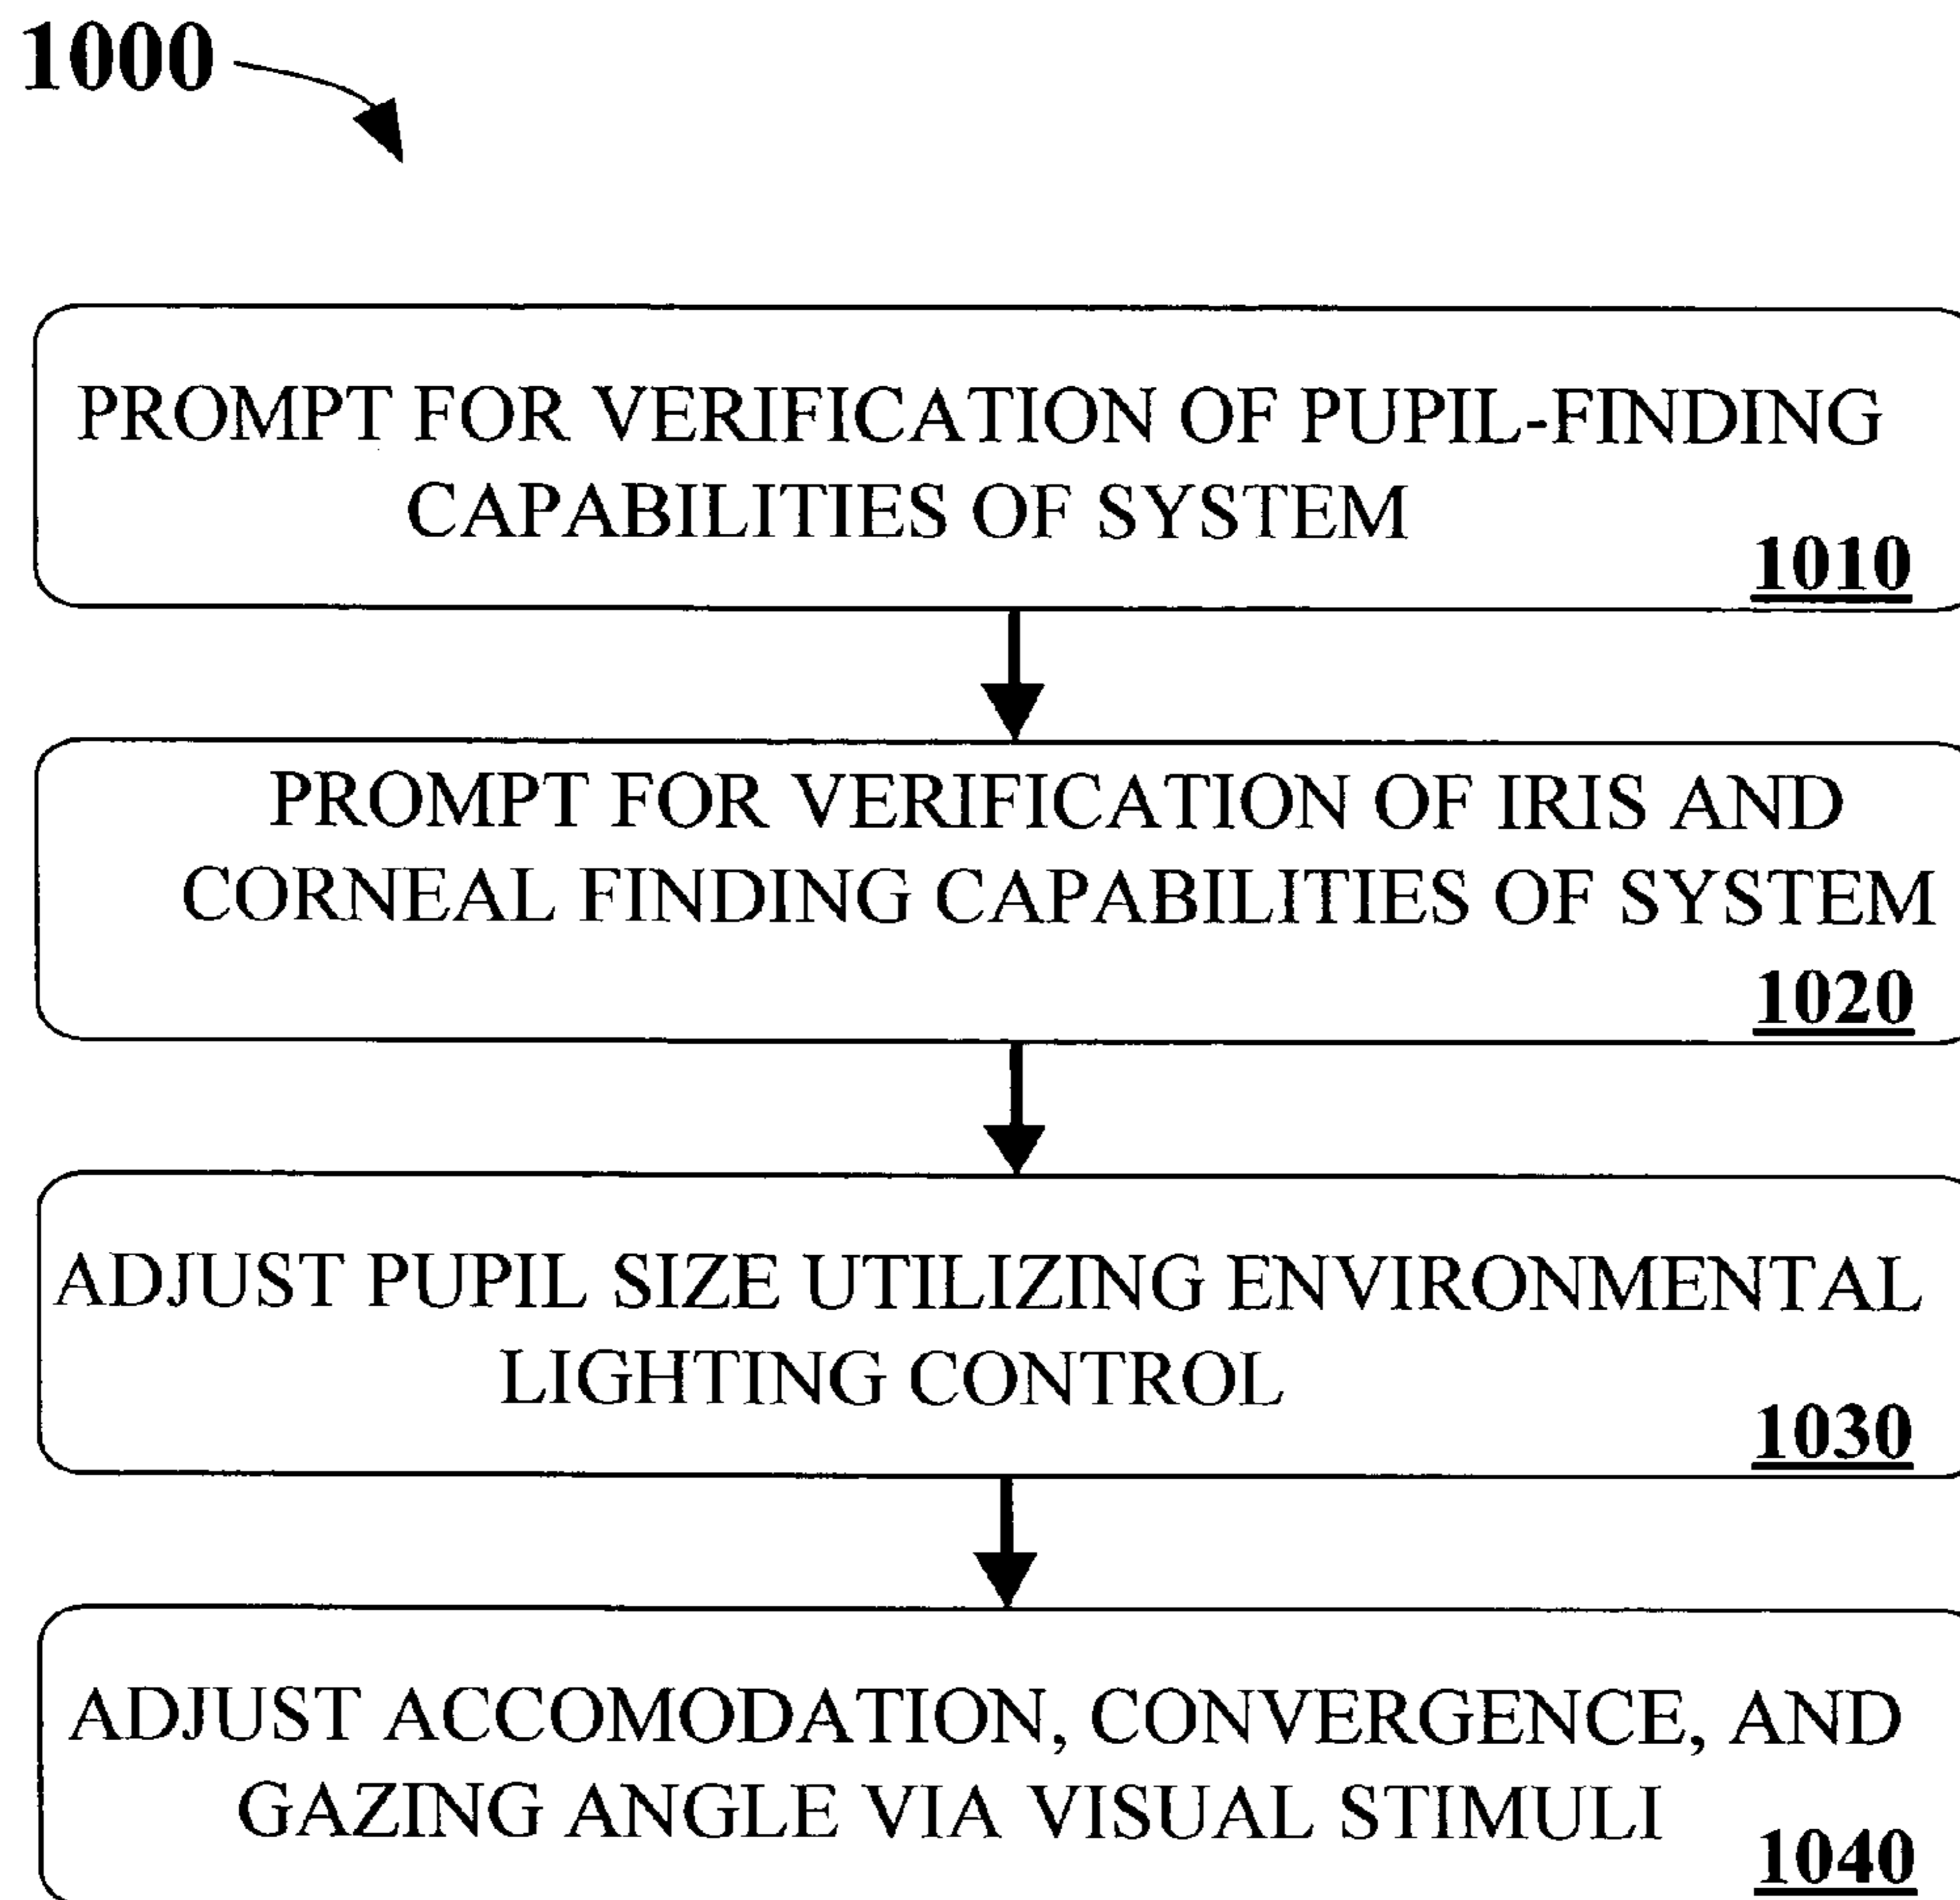 1000
PROMPT FOR VERIFICATION OF PUPIL-FINDING
CAPABILITIES OF SYSTEM
1010
PROMPT FOR VERIFICATION OF IRIS AND
CORNEAL FINDING CAPABILITIES OF SYSTEM
1020
ADJUST PUPIL SIZE UTILIZING ENVIRONMENTAL
LIGHTING CONTROL
1030
ADJUST ACCOMODATION, CONVERGENCE, AND
GAZING ANGLE VIA VISUAL STIMULI
1040